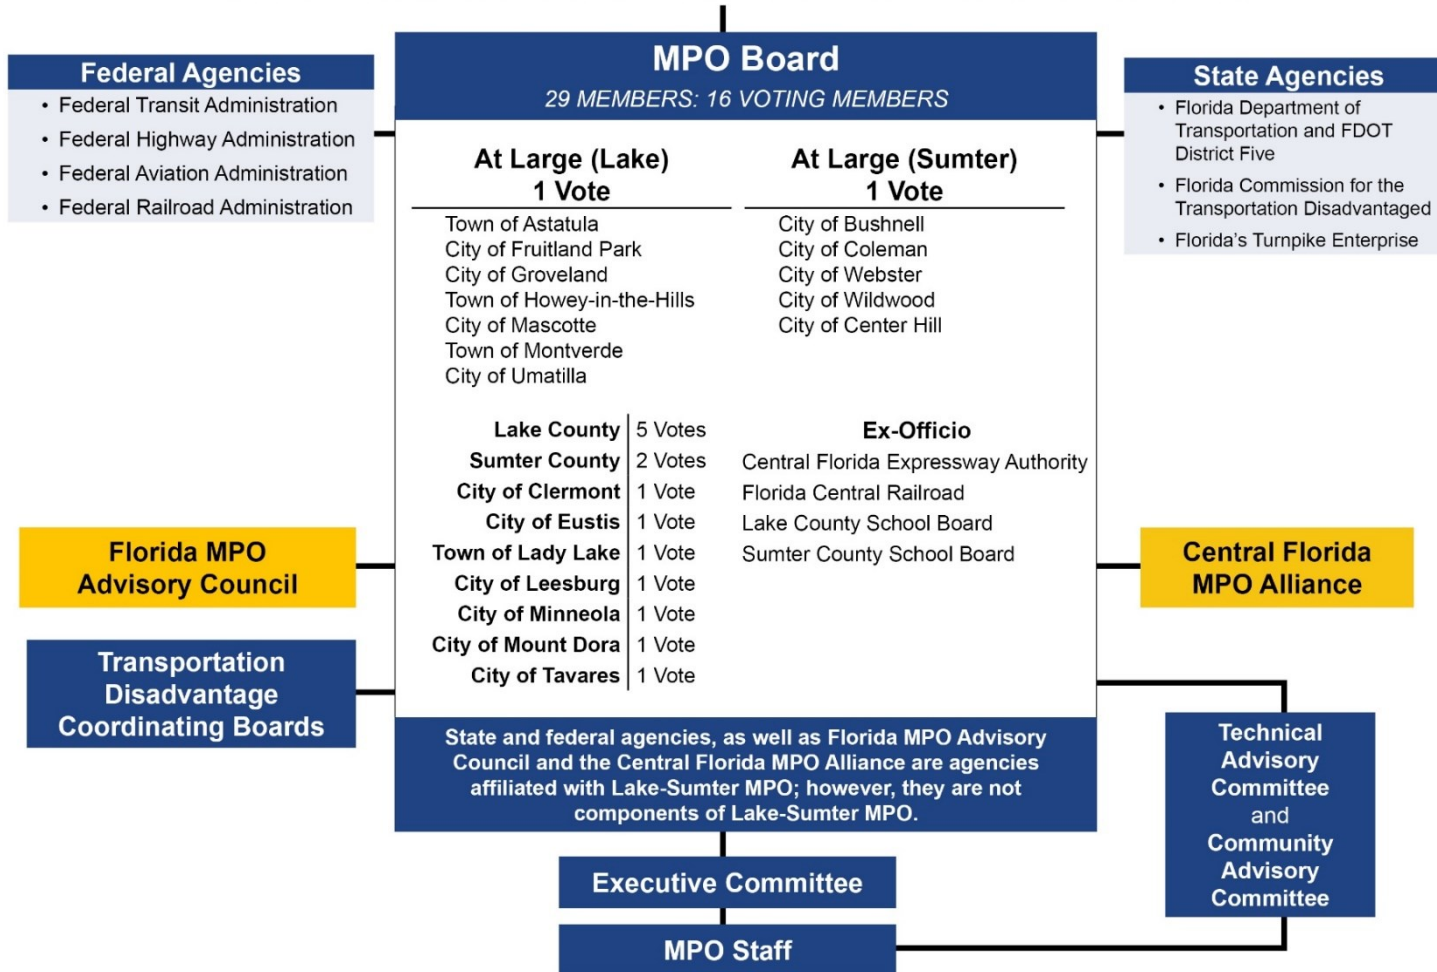 Federal Agencies
• Federal Transit Administration
• Federal Highway Administration
• Federal Aviation Administration
• Federal Railroad Administration
MPO Board
29 MEMBERS: 16 VOTING MEMBERS
At Large (Lake)
1 Vote
Town of Astatula
City of Fruitland Park
City of Groveland
Town of Howey-in-the-Hills
City of Mascotte
Town of Montverde
City of Umatilla
At Large (Sumter)
1 Vote
City of Bushnell
City of Coleman
City of Webster
City of Wildwood
City of Center Hill
Lake County 5 Votes
Sumter County 2 Votes
City of Clermont 1 Vote
City of Eustis 1 Vote
Town of Lady Lake 1 Vote
City of Leesburg 1 Vote
City of Minneola 1 Vote
City of Mount Dora 1 Vote
City of Tavares 1 Vote
Ex-Officio
Central Florida Expressway Authority
Florida Central Railroad
Lake County School Board
Sumter County School Board
State and federal agencies, as well as Florida MPO Advisory
Council and the Central Florida MPO Alliance are agencies
affiliated with Lake-Sumter MPO; however, they are not
components of Lake-Sumter MPO.
State Agencies
• Florida Department of
Transportation and FDOT
District Five
• Florida Commission for the
Transportation Disadvantaged
• Florida's Turnpike Enterprise
Florida MPO
Advisory Council
Central Florida
MPO Alliance
Transportation
Disadvantage
Coordinating Boards
Technical
Advisory
Committee
and
Community
Advisory
Committee
Executive Committee
MPO Staff